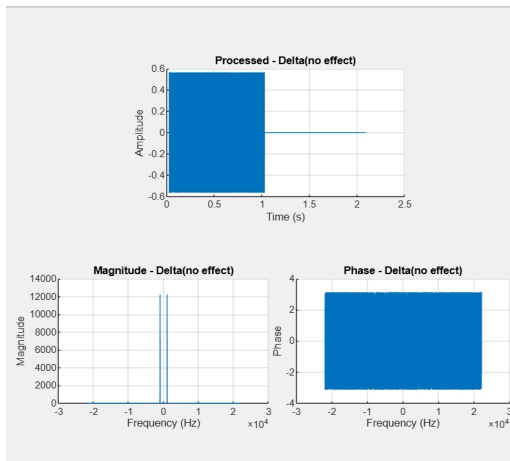 Processed - Delta(no effect)
Amplitude
0.6
0.4
0.2
0
-0.2
-0.4
-0.6
0 0.5 1 1.5 2 2.5
Time (s)
Magnitude - Delta(no effect)
Magnitude
14000
12000
10000
8000
6000
4000
2000
0
-3 -2 -1 0 1 2 3
Frequency (Hz) ×10⁴
Phase - Delta(no effect)
Phase
4
2
0
-2
-4
-3 -2 -1 0 1 2 3
Frequency (Hz) ×10⁴